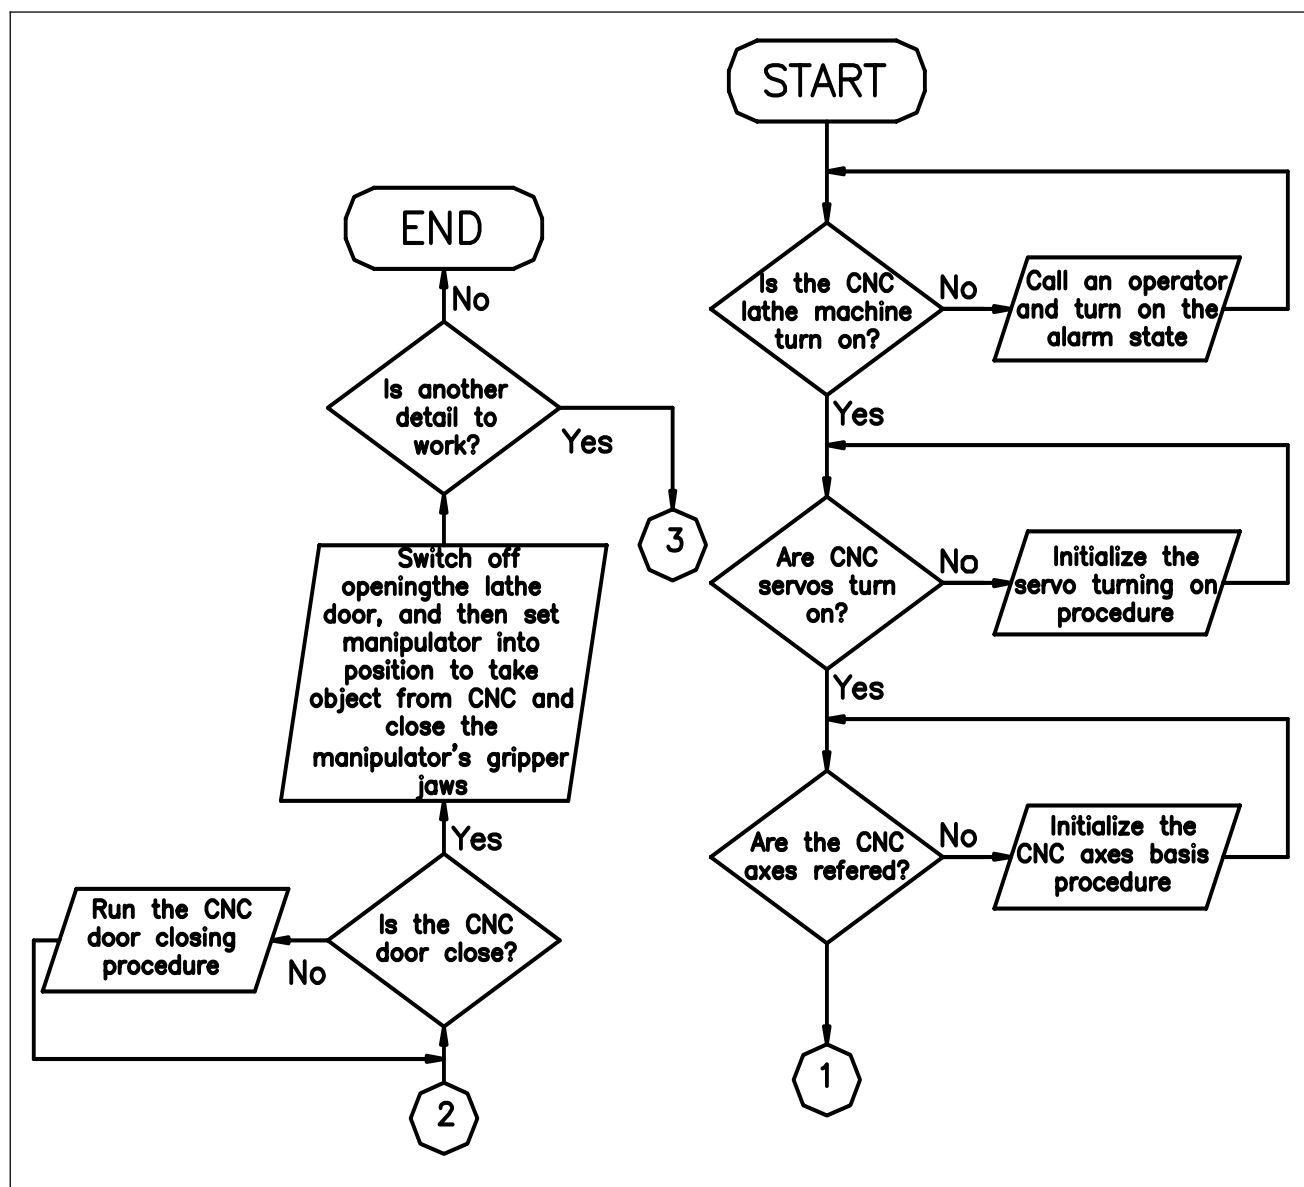 START
Is the CNC
lathe machine
turn on?
No
Call an operator
and turn on the
alarm state
Yes
Are CNC
servos turn
on?
No
Initialize the
servo turning on
procedure
Yes
Are the CNC
axes refered?
No
Initialize the
CNC axes basis
procedure
1
END
No
Is another
detail to
work?
Yes
3
Switch off
openingthe lathe
door, and then set
manipulator into
position to take
object from CNC and
close the
manipulator's gripper
jaws
Yes
Is the CNC
door close?
No
Run the CNC
door closing
procedure
2